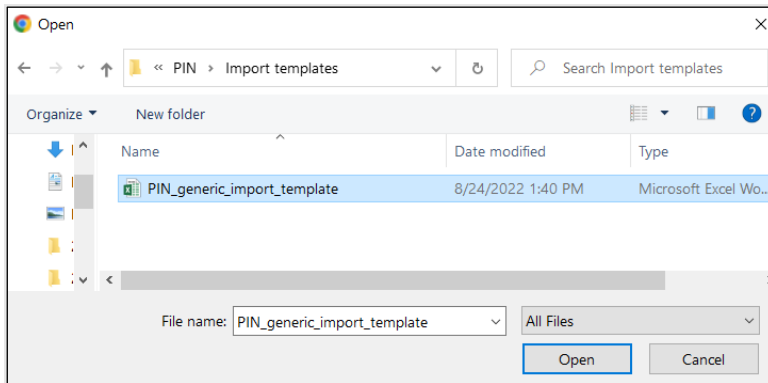 Open
« PIN > Import templates
Search Import templates
Organize
New folder
Name Date modified Type
PIN_generic_import_template 8/24/2022 1:40 PM Microsoft Excel Wo...
File name: PIN_generic_import_template All Files
Open Cancel